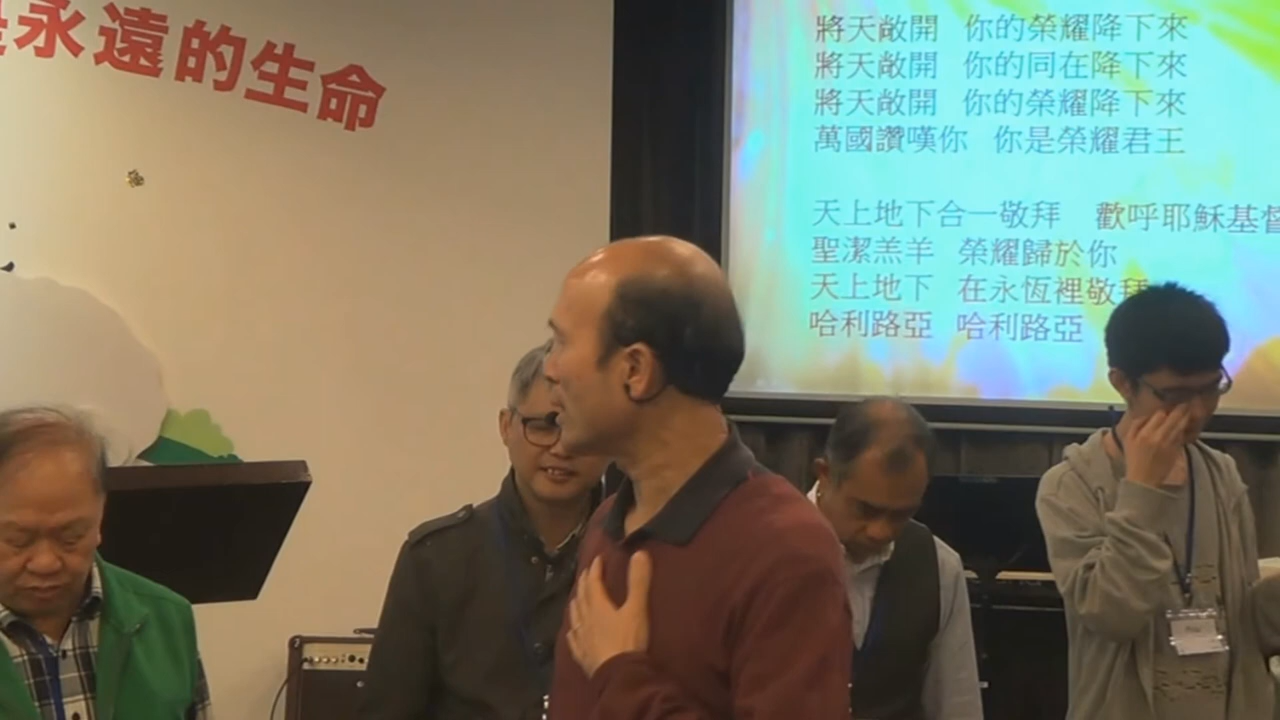 是永遠的生命
將天敞開 你的榮耀降下來
將天敞開 你的同在降下來
將天敞開 你的榮耀降下來
萬國讚嘆你 你是榮耀君王
天上地下合一敬拜 歡呼耶穌基督
聖潔羔羊 榮耀歸於你
天上地下 在永恆裡敬拜
哈利路亞 哈利路亞